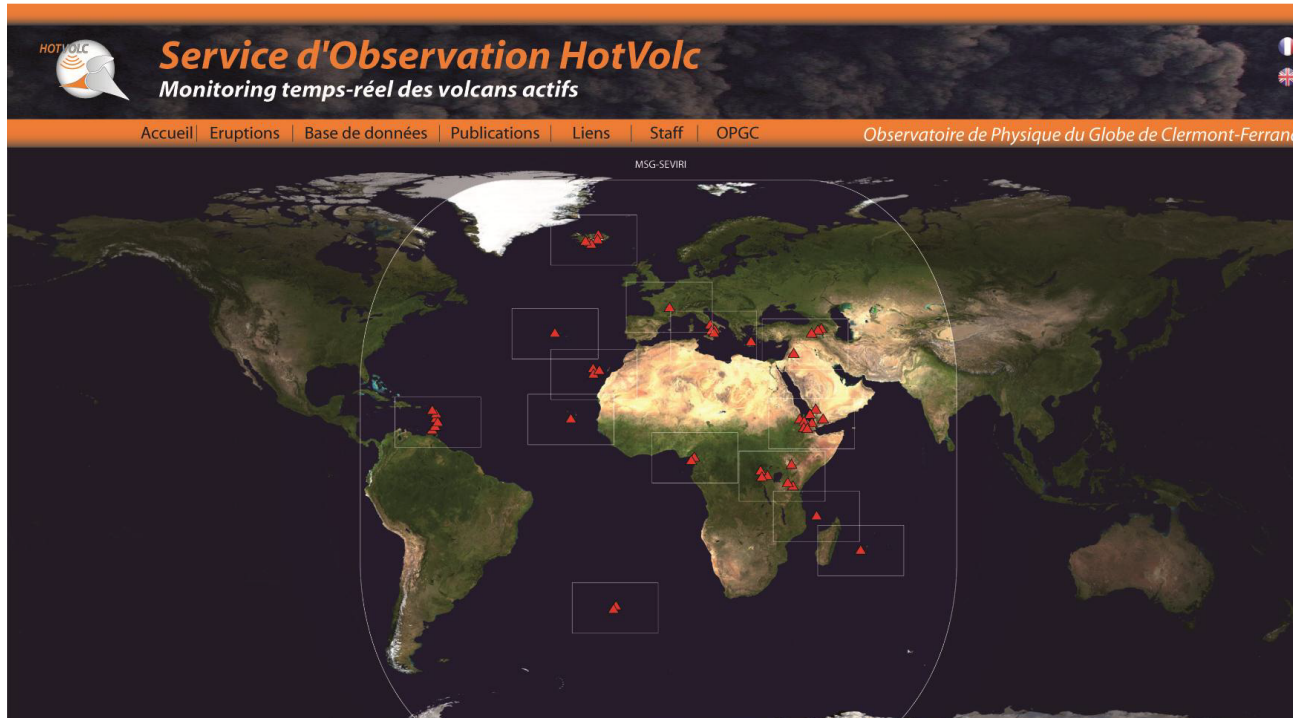 HOTVOLC
Service d'Observation HotVolc
Monitoring temps-réel des volcans actifs
Accueil| Eruptions | Base de données | Publications | Liens | Staff | OPGC
Observatoire de Physique du Globe de Clermont-Ferrand
MSG-SEVIRI